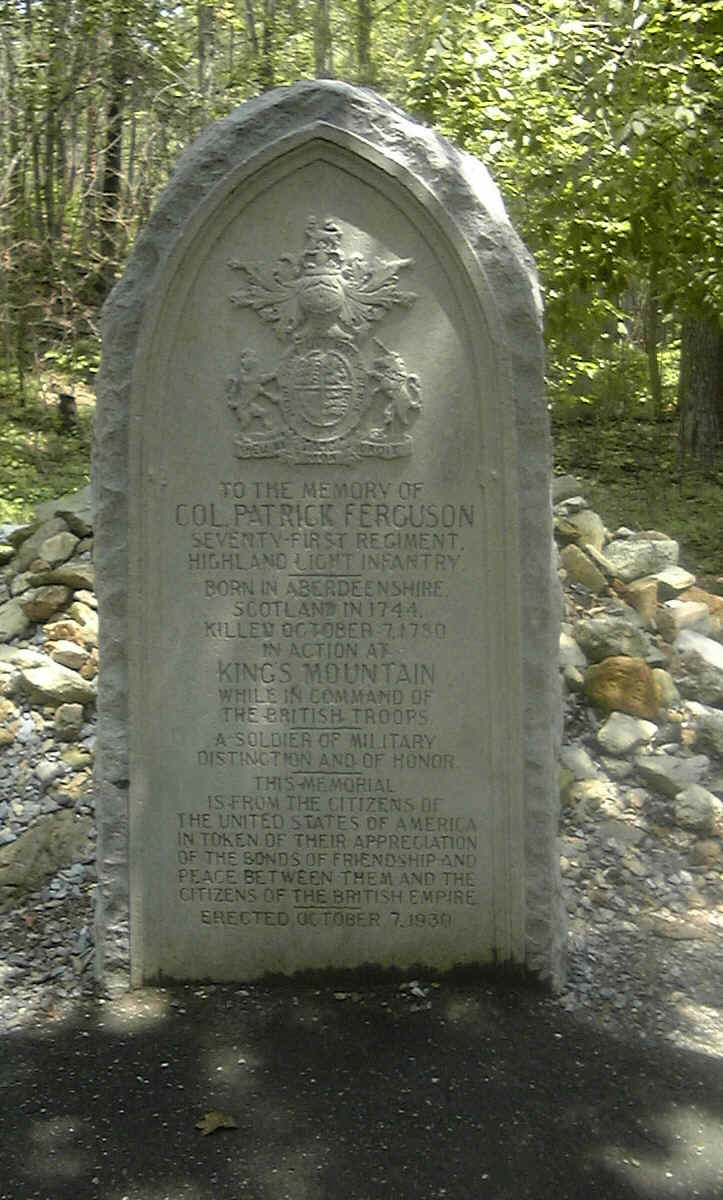 TO THE MEMORY OF
COL. PATRICK FERGUSON
SEVENTY-FIRST REGIMENT,
HIGHLAND LIGHT INFANTRY.
BORN IN ABERDEENSHIRE,
SCOTLAND IN 1744.
KILLED OCTOBER 7, 1780
IN ACTION AT
KINGS MOUNTAIN
WHILE IN COMMAND OF
THE BRITISH TROOPS.
A SOLDIER OF MILITARY
DISTINCTION AND OF HONOR.
THIS MEMORIAL
IS FROM THE CITIZENS OF
THE UNITED STATES OF AMERICA
IN TOKEN OF THEIR APPRECIATION
OF THE BONDS OF FRIENDSHIP AND
PEACE BETWEEN THEM AND THE
CITIZENS OF THE BRITISH EMPIRE.
ERECTED OCTOBER 7, 1930.